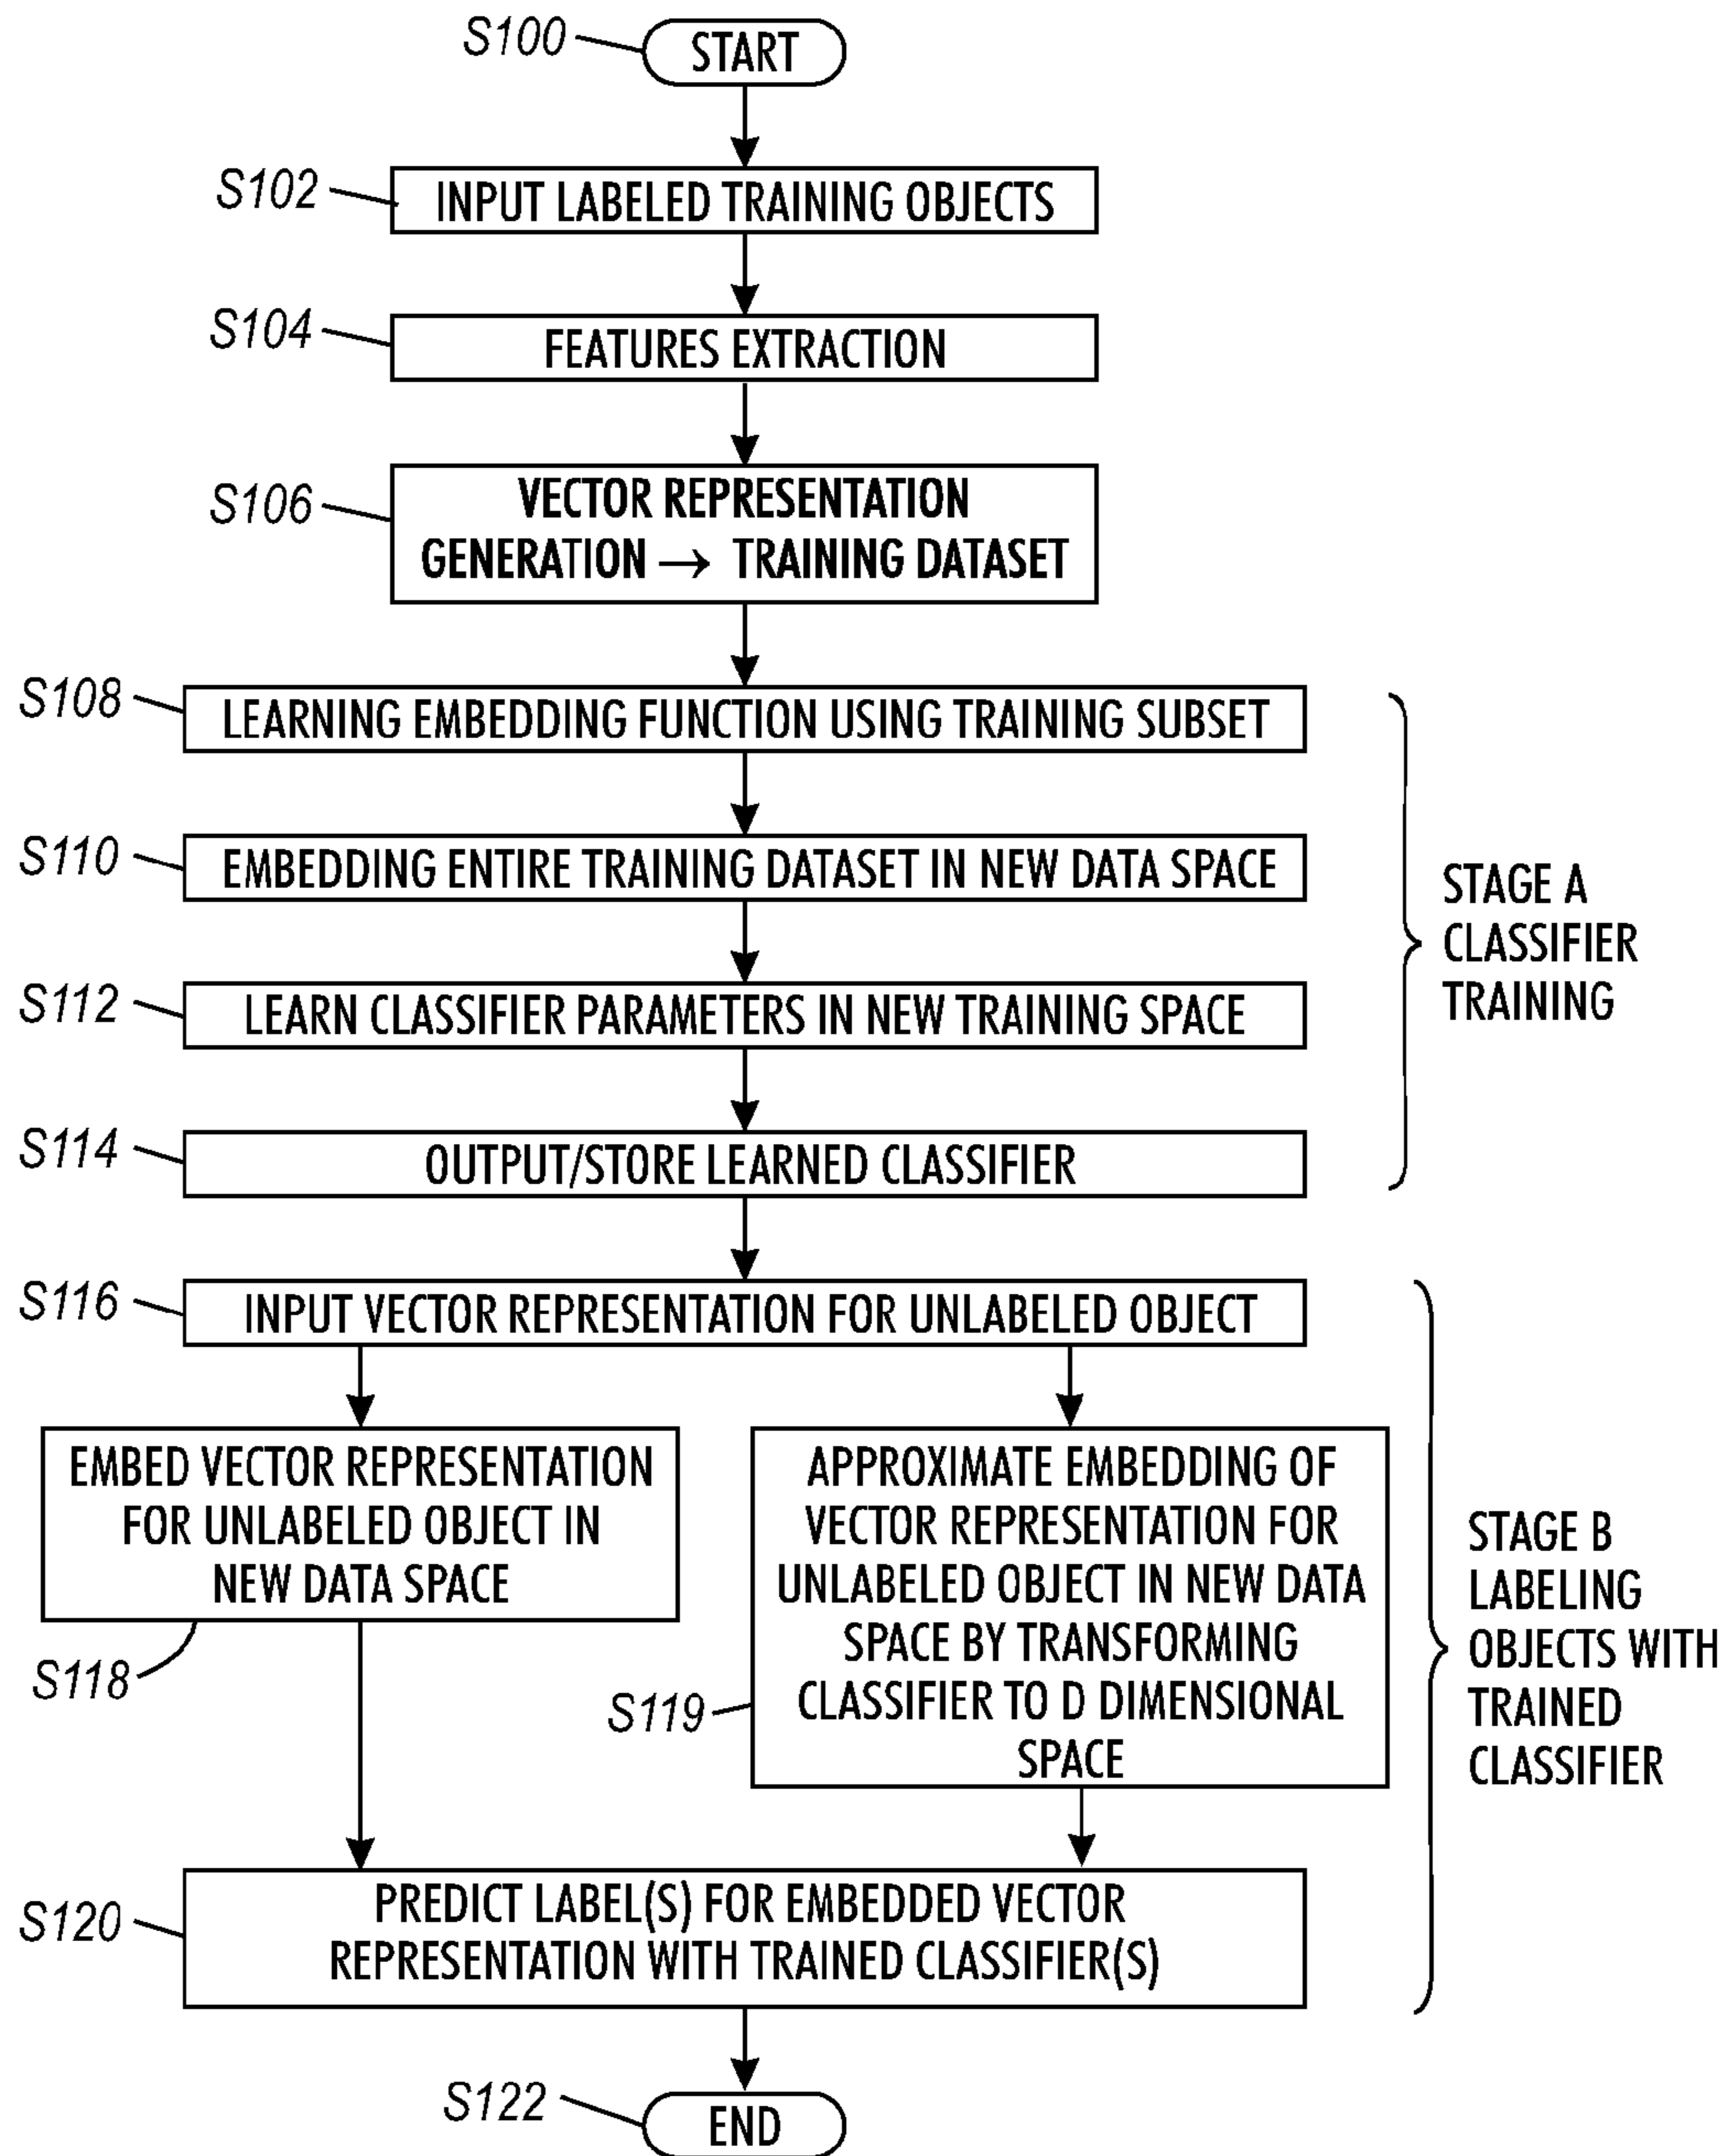 S100
START
S102
INPUT LABELED TRAINING OBJECTS
S104
FEATURES EXTRACTION
S106
VECTOR REPRESENTATION
GENERATION → TRAINING DATASET
S108
LEARNING EMBEDDING FUNCTION USING TRAINING SUBSET
S110
EMBEDDING ENTIRE TRAINING DATASET IN NEW DATA SPACE
S112
LEARN CLASSIFIER PARAMETERS IN NEW TRAINING SPACE
S114
OUTPUT/STORE LEARNED CLASSIFIER
STAGE A
CLASSIFIER
TRAINING
S116
INPUT VECTOR REPRESENTATION FOR UNLABELED OBJECT
EMBED VECTOR REPRESENTATION
FOR UNLABELED OBJECT IN
NEW DATA SPACE
S118
APPROXIMATE EMBEDDING OF
VECTOR REPRESENTATION FOR
UNLABELED OBJECT IN NEW DATA
SPACE BY TRANSFORMING
CLASSIFIER TO D DIMENSIONAL
SPACE
S119
STAGE B
LABELING
OBJECTS WITH
TRAINED
CLASSIFIER
S120
PREDICT LABEL(S) FOR EMBEDDED VECTOR
REPRESENTATION WITH TRAINED CLASSIFIER(S)
S122
END